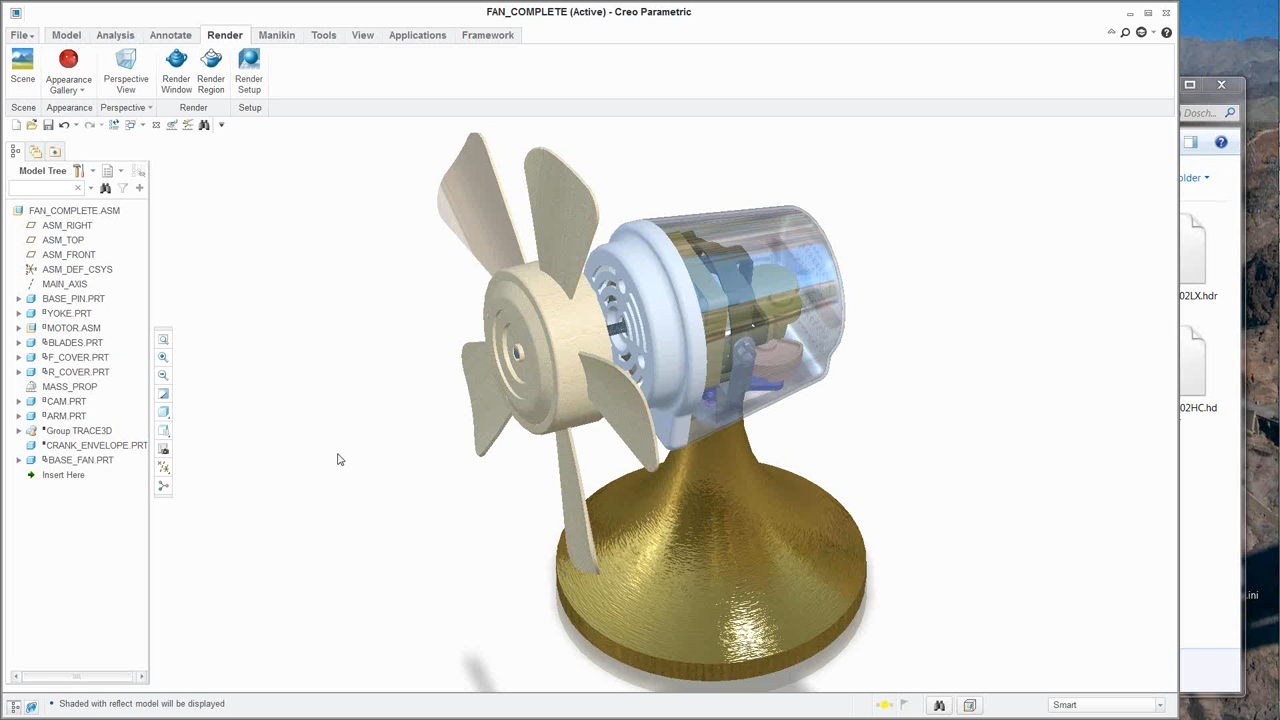 FAN_COMPLETE (Active) - Creo Parametric
File Model Analysis Annotate Render Manikin Tools View Applications Framework
Scene Appearance Gallery Perspective View Render Window Render Region Render Setup
Scene Appearance Perspective Render Setup
Model Tree
FAN_COMPLETE.ASM
ASM_RIGHT
ASM_TOP
ASM_FRONT
ASM_DEF_CSYS
MAIN_AXIS
BASE_PIN.PRT
YOKE.PRT
MOTOR.ASM
BLADES.PRT
F_COVER.PRT
R_COVER.PRT
MASS_PROP
CAM.PRT
ARM.PRT
Group TRACE3D
CRANK_ENVELOPE.PRT
BASE_FAN.PRT
Insert Here
Shaded with reflect model will be displayed
Smart
Dosch...
older
02LX.hdr
02HC.hd
.ini